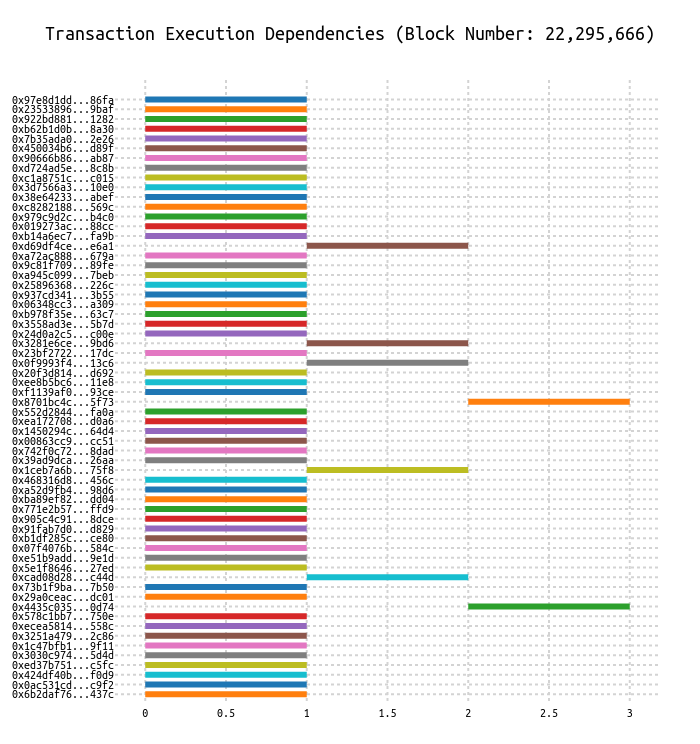 Transaction Execution Dependencies (Block Number: 22,295,666)
0x97e8d1dd...86fa
0x23533896...9baf
0x922bd881...1282
0xb62b1d0b...8a30
0x7b35ada0...2e26
0x450034b6...d89f
0x90666b86...ab87
0xd724ad5e...8c8b
0xc1a8751c...c015
0x3d7566a3...10e0
0x38e64233...abef
0xc8282188...569c
0x979c9d2c...b4c0
0x019273ac...88cc
0xb14a6ec7...fa9b
0xd69df4ce...e6a1
0xa72ac888...679a
0x9c81f709...89fe
0xa945c099...7beb
0x25896368...226c
0x937cd341...3b55
0x06348cc3...a309
0xb978f35e...63c7
0x3558ad3e...5b7d
0x24d0a2c5...c00e
0x3281e6ce...9bd6
0x23bf2722...17dc
0x0f9993f4...13c6
0x20f3d814...d692
0xee8b5bc6...11e8
0xf1139af0...93ce
0x8701bc4c...5f73
0x552d2844...fa0a
0xea172708...d0a6
0x1450294c...64d4
0x00863cc9...cc51
0x742f0c72...8dad
0x39ad9dca...26aa
0x1ceb7a6b...75f8
0x468316d8...456c
0xa52d9fb4...98d6
0xba89ef82...dd04
0x771e2b57...ffd9
0x905c4c91...8dce
0x91fab7d0...d829
0xb1df285c...ce80
0x07f4076b...584c
0xe51b9add...9e1d
0x5e1f8646...27ed
0xcad08d28...c44d
0x73b1f9ba...7b50
0x29a0ceac...dc01
0x4435c035...0d74
0x578c1bb7...750e
0xecea5814...558c
0x3251a479...2c86
0x1c47bfb1...9f11
0x3030c974...5d4d
0xed37b751...c5fc
0x424df40b...f0d9
0x0ac531cd...c9f2
0x6b2daf76...437c
0 0.5 1 1.5 2 2.5 3